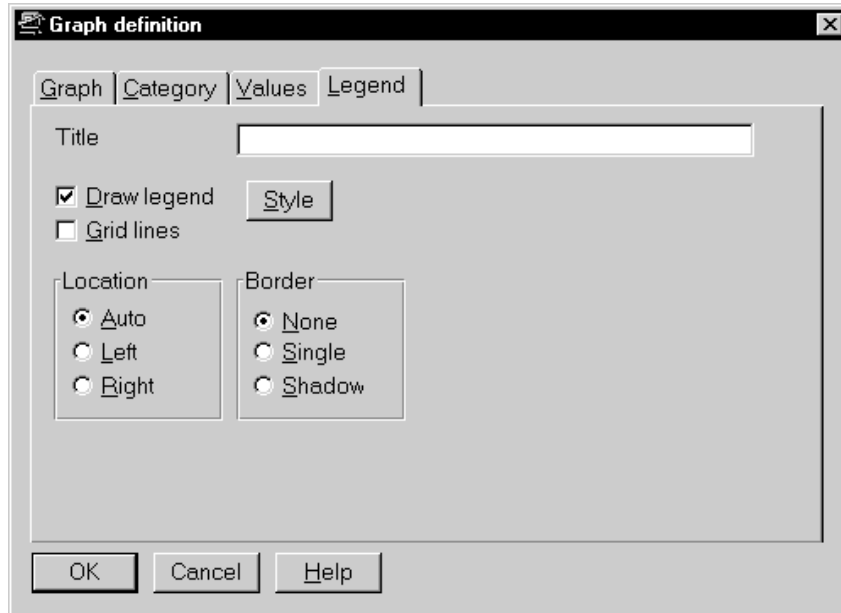 Graph definition
Graph Category Values Legend
Title
Draw legend Style
Grid lines
Location Border
Auto None
Left Single
Right Shadow
OK Cancel Help